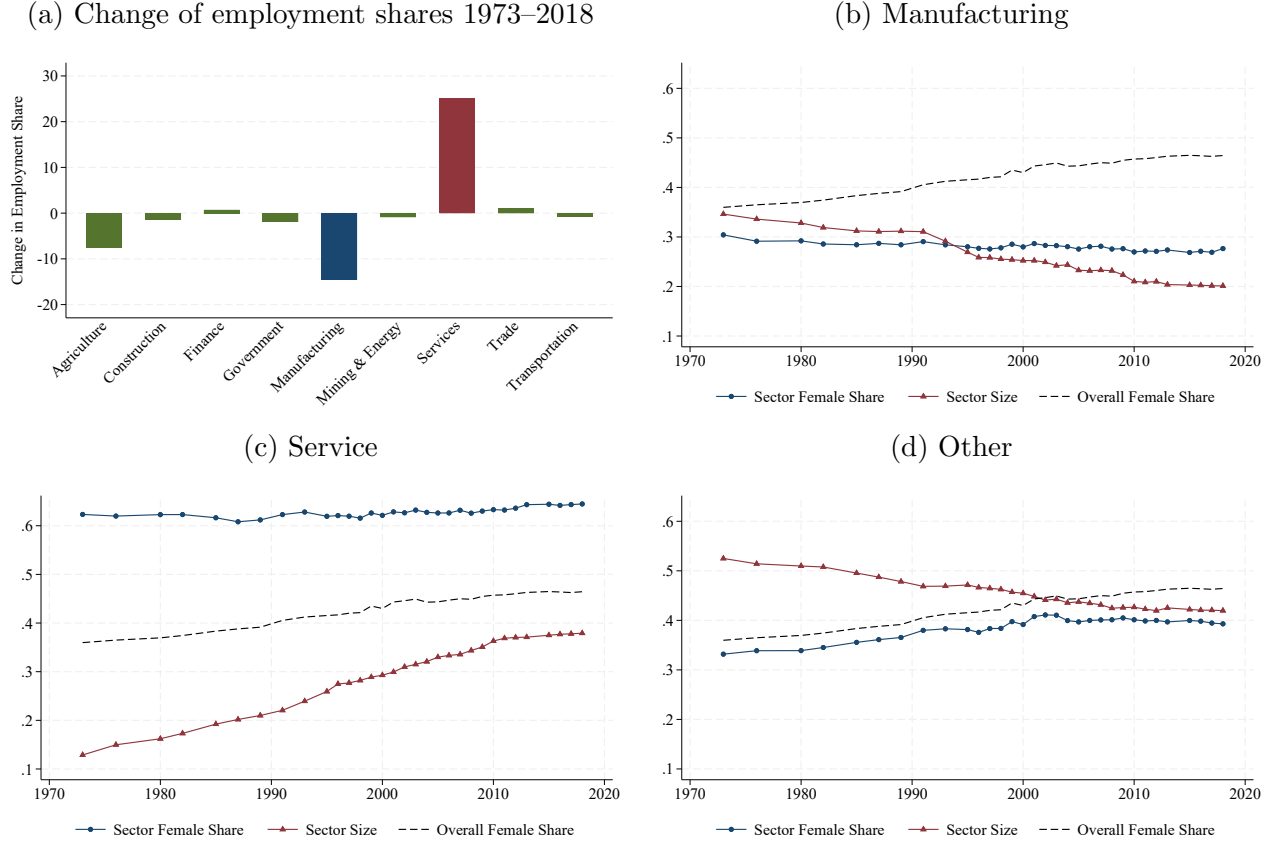 (a) Change of employment shares 1973–2018
Change in Employment Share
30
20
10
0
-10
-20
Agriculture
Construction
Finance
Government
Manufacturing
Mining & Energy
Services
Trade
Transportation
(b) Manufacturing
.6
.5
.4
.3
.2
.1
1970 1980 1990 2000 2010 2020
Sector Female Share Sector Size Overall Female Share
(c) Service
.6
.5
.4
.3
.2
.1
1970 1980 1990 2000 2010 2020
Sector Female Share Sector Size Overall Female Share
(d) Other
.6
.5
.4
.3
.2
.1
1970 1980 1990 2000 2010 2020
Sector Female Share Sector Size Overall Female Share